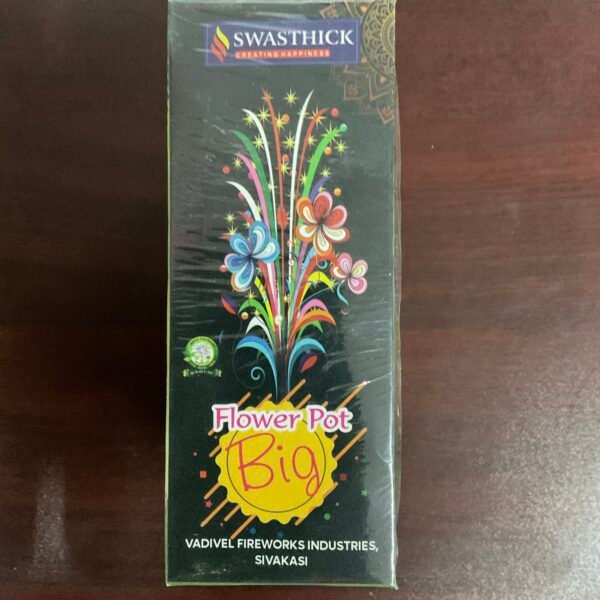 SWASTHICK
CREATING HAPPINESS
Flower Pot
Big
VADIVEL FIREWORKS INDUSTRIES,
SIVAKASI